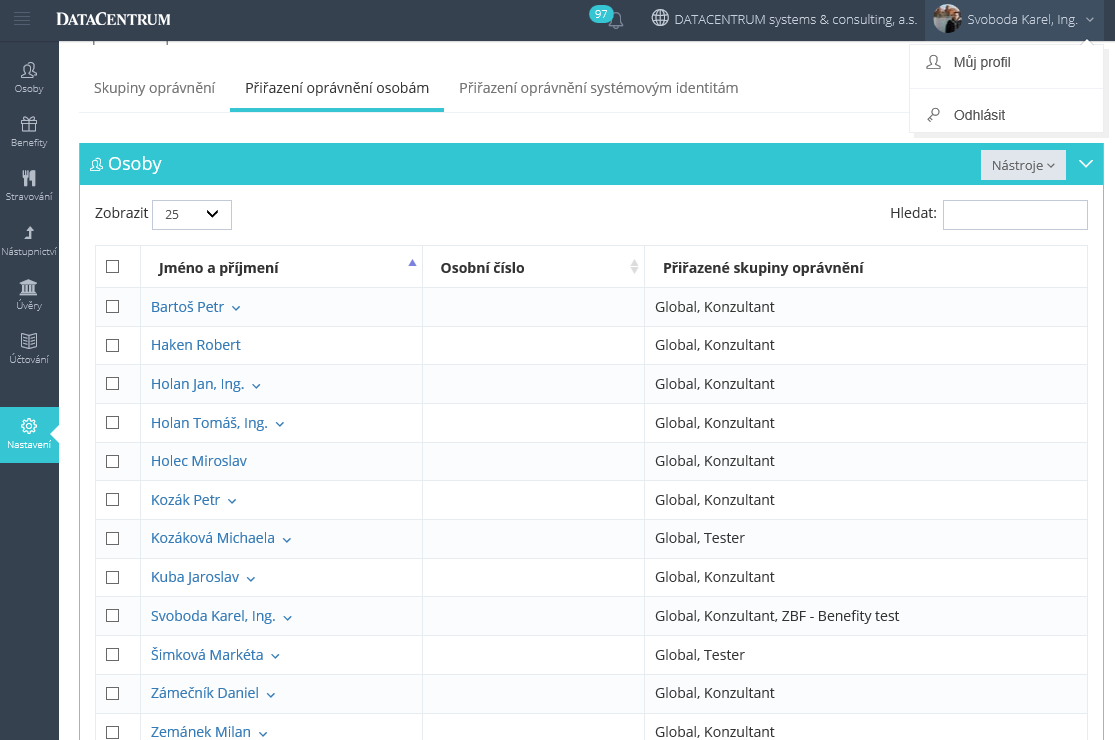 DATACENTRUM
97
DATACENTRUM systems & consulting, a.s.
Svoboda Karel, Ing.
Můj profil
Odhlásit
Osoby
Benefity
Stravování
Nástupnictví
Úvěry
Účtování
Nastavení
Skupiny oprávnění
Přiřazení oprávnění osobám
Přiřazení oprávnění systémovým identitám
Osoby
Nástroje
Zobrazit 25
Hledat:
Jméno a příjmení Osobní číslo Přiřazené skupiny oprávnění
Bartoš Petr Global, Konzultant
Haken Robert Global, Konzultant
Holan Jan, Ing. Global, Konzultant
Holan Tomáš, Ing. Global, Konzultant
Holec Miroslav Global, Konzultant
Kozák Petr Global, Konzultant
Kozáková Michaela Global, Tester
Kuba Jaroslav Global, Konzultant
Svoboda Karel, Ing. Global, Konzultant, ZBF - Benefity test
Šimková Markéta Global, Tester
Zámečník Daniel Global, Konzultant
Zemánek Milan Global, Konzultant